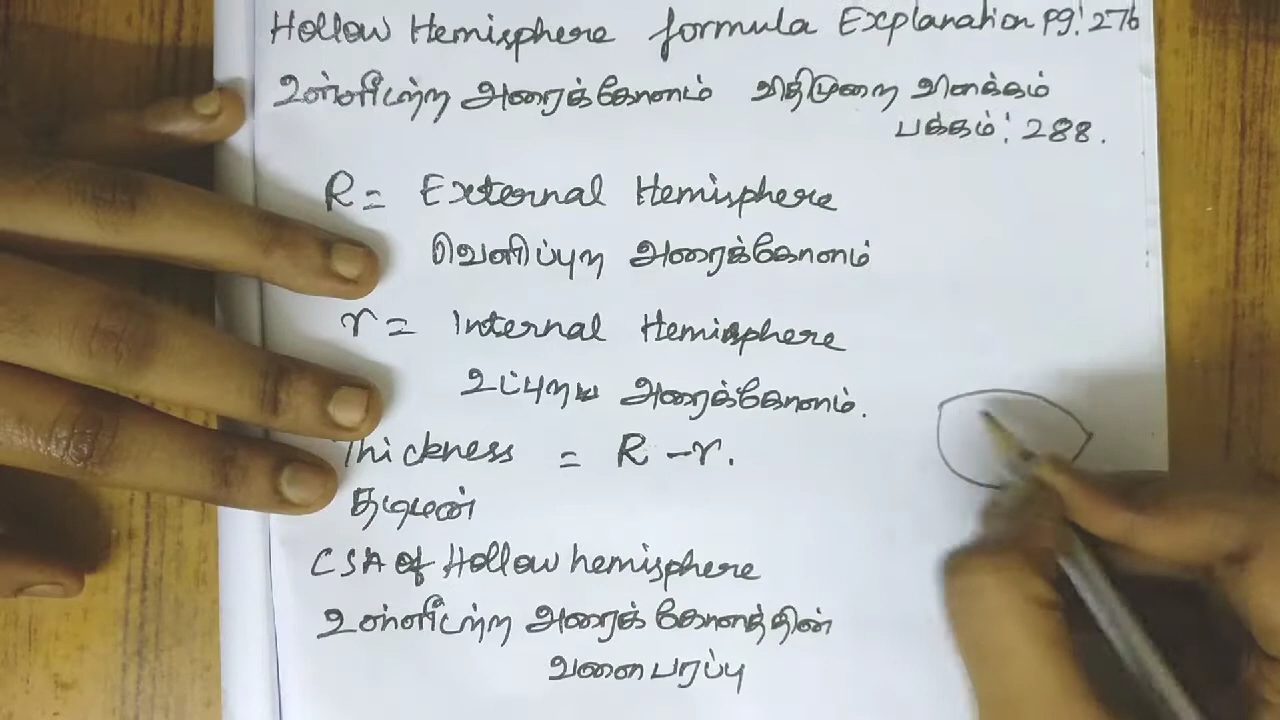 Hollow Hemisphere formula Explanation pg: 276
உள்ளீடற்ற அரைக்கோளம் விதிமுறை விளக்கம்
பக்கம்: 288.
R = External Hemisphere
வெளிப்புற அரைக்கோளம்
r = Internal Hemisphere
உட்புற அரைக்கோளம்.
Thickness = R - r.
தடிமன்
CSA of Hollow hemisphere
உள்ளீடற்ற அரைக் கோளத்தின்
வளைபரப்பு